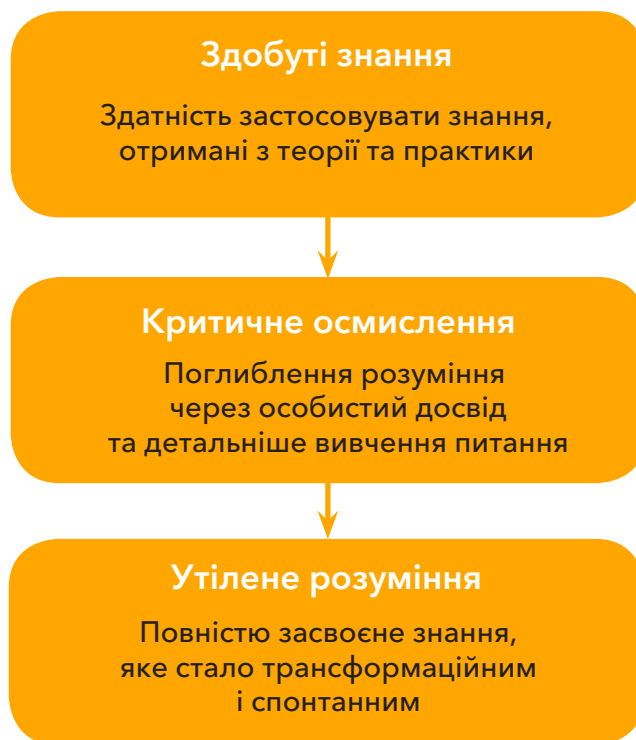 Здобуті знання
Здатність застосовувати знання,
отримані з теорії та практики
Критичне осмислення
Поглиблення розуміння
через особистий досвід
та детальніше вивчення питання
Утілене розуміння
Повністю засвоєне знання,
яке стало трансформаційним
і спонтанним